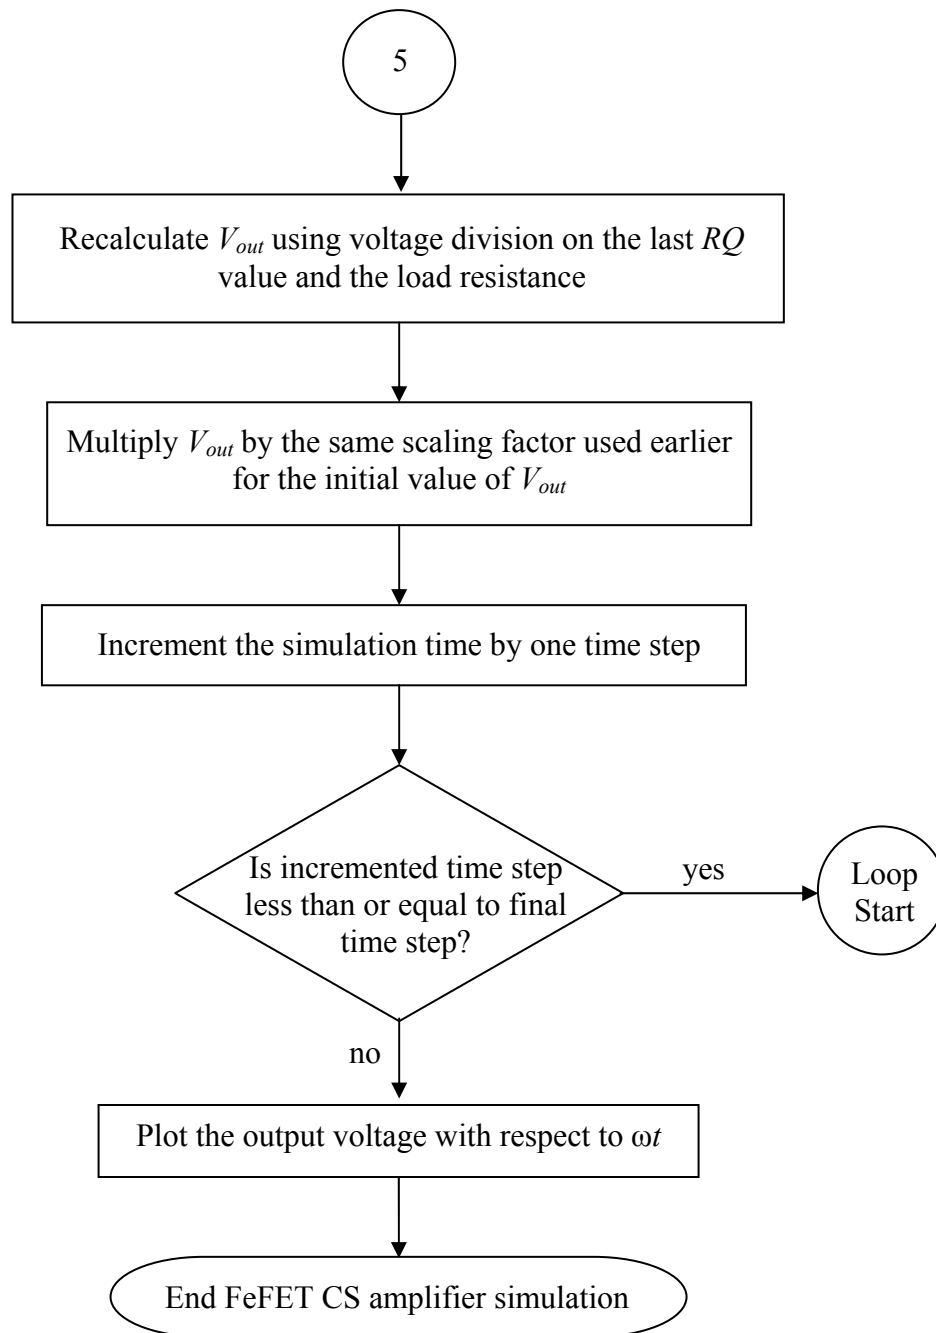 5
Recalculate Vout using voltage division on the last RQ
value and the load resistance
Multiply Vout by the same scaling factor used earlier
for the initial value of Vout
Increment the simulation time by one time step
Is incremented time step
less than or equal to final
time step?
yes
Loop
Start
no
Plot the output voltage with respect to ωt
End FeFET CS amplifier simulation